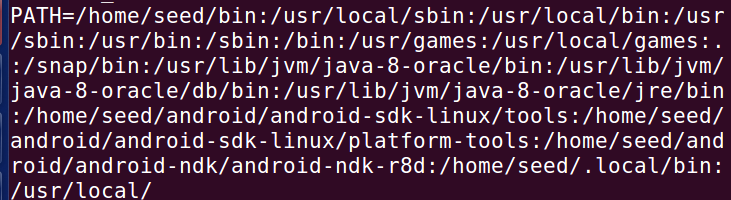 PATH=/home/seed/bin:/usr/local/sbin:/usr/local/bin:/usr
/sbin:/usr/bin:/sbin:/bin:/usr/games:/usr/local/games:.
:/snap/bin:/usr/lib/jvm/java-8-oracle/bin:/usr/lib/jvm/
java-8-oracle/db/bin:/usr/lib/jvm/java-8-oracle/jre/bin
:/home/seed/android/android-sdk-linux/tools:/home/seed/
android/android-sdk-linux/platform-tools:/home/seed/and
roid/android-ndk/android-ndk-r8d:/home/seed/.local/bin:
/usr/local/